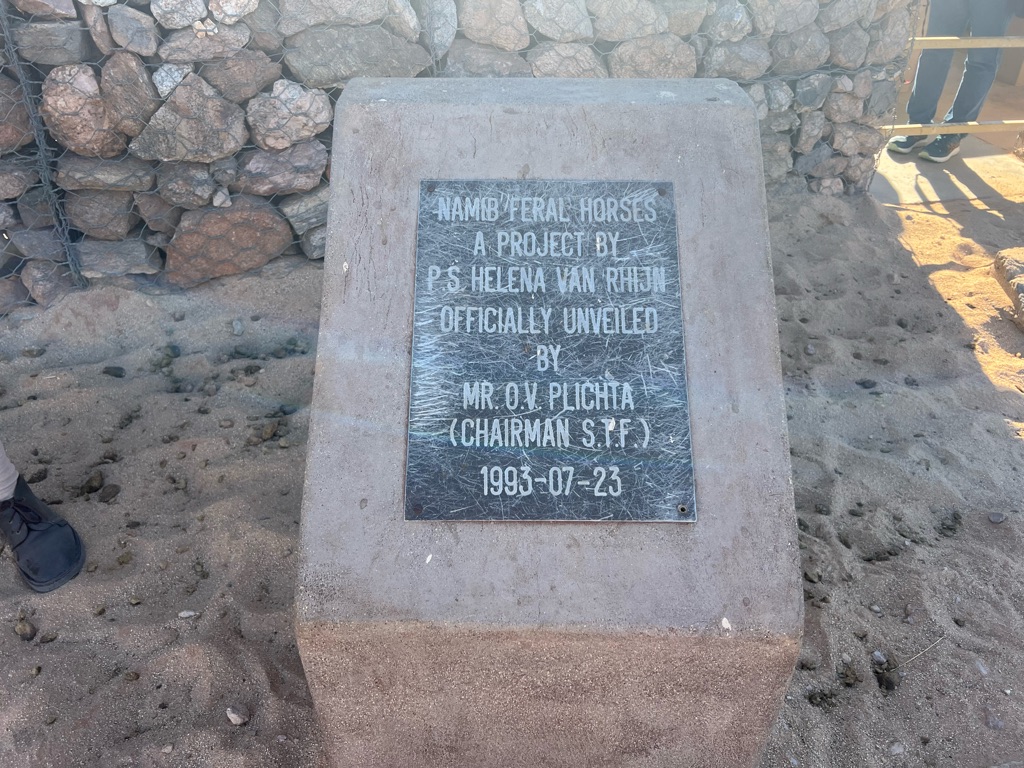 NAMIB FERAL HORSES
A PROJECT BY
P.S. HELENA VAN RHIJN
OFFICIALLY UNVEILED
BY
MR. O.V. PLICHTA
(CHAIRMAN S.T.F.)
1993-07-23